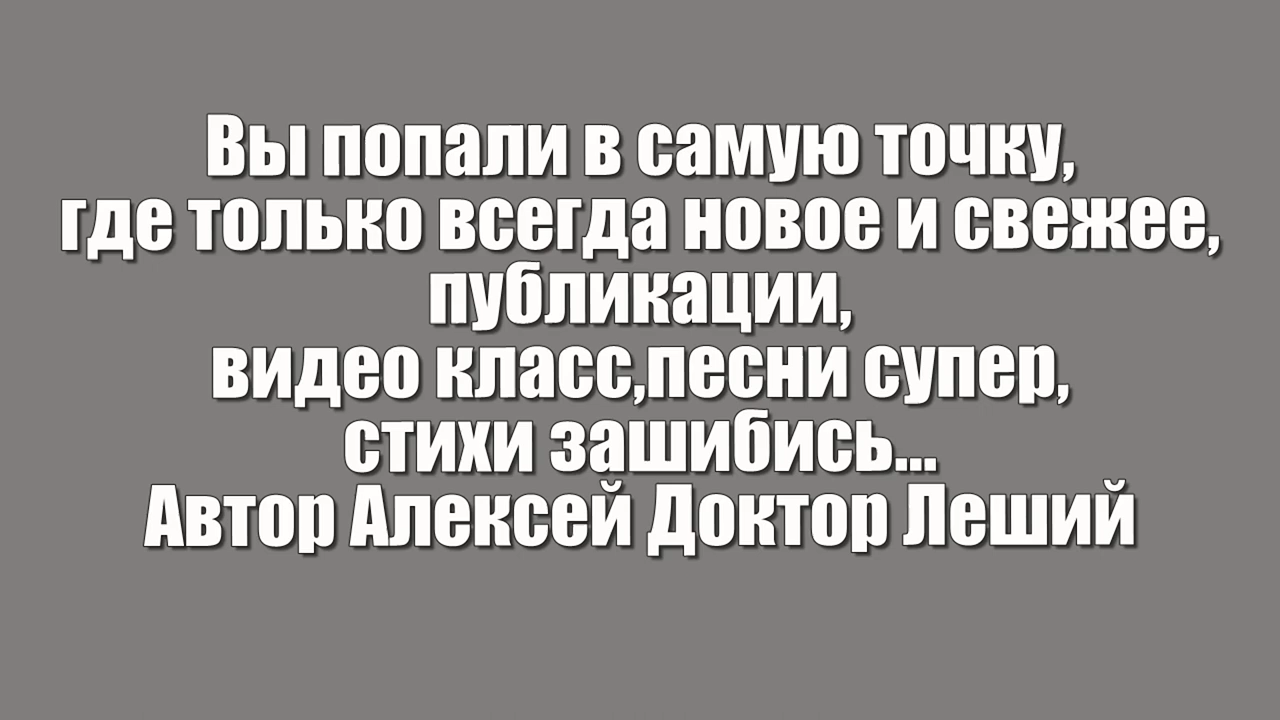 Вы попали в самую точку,
где только всегда новое и свежее,
публикации,
видео класс,песни супер,
стихи зашибись...
Автор Алексей Доктор Леший